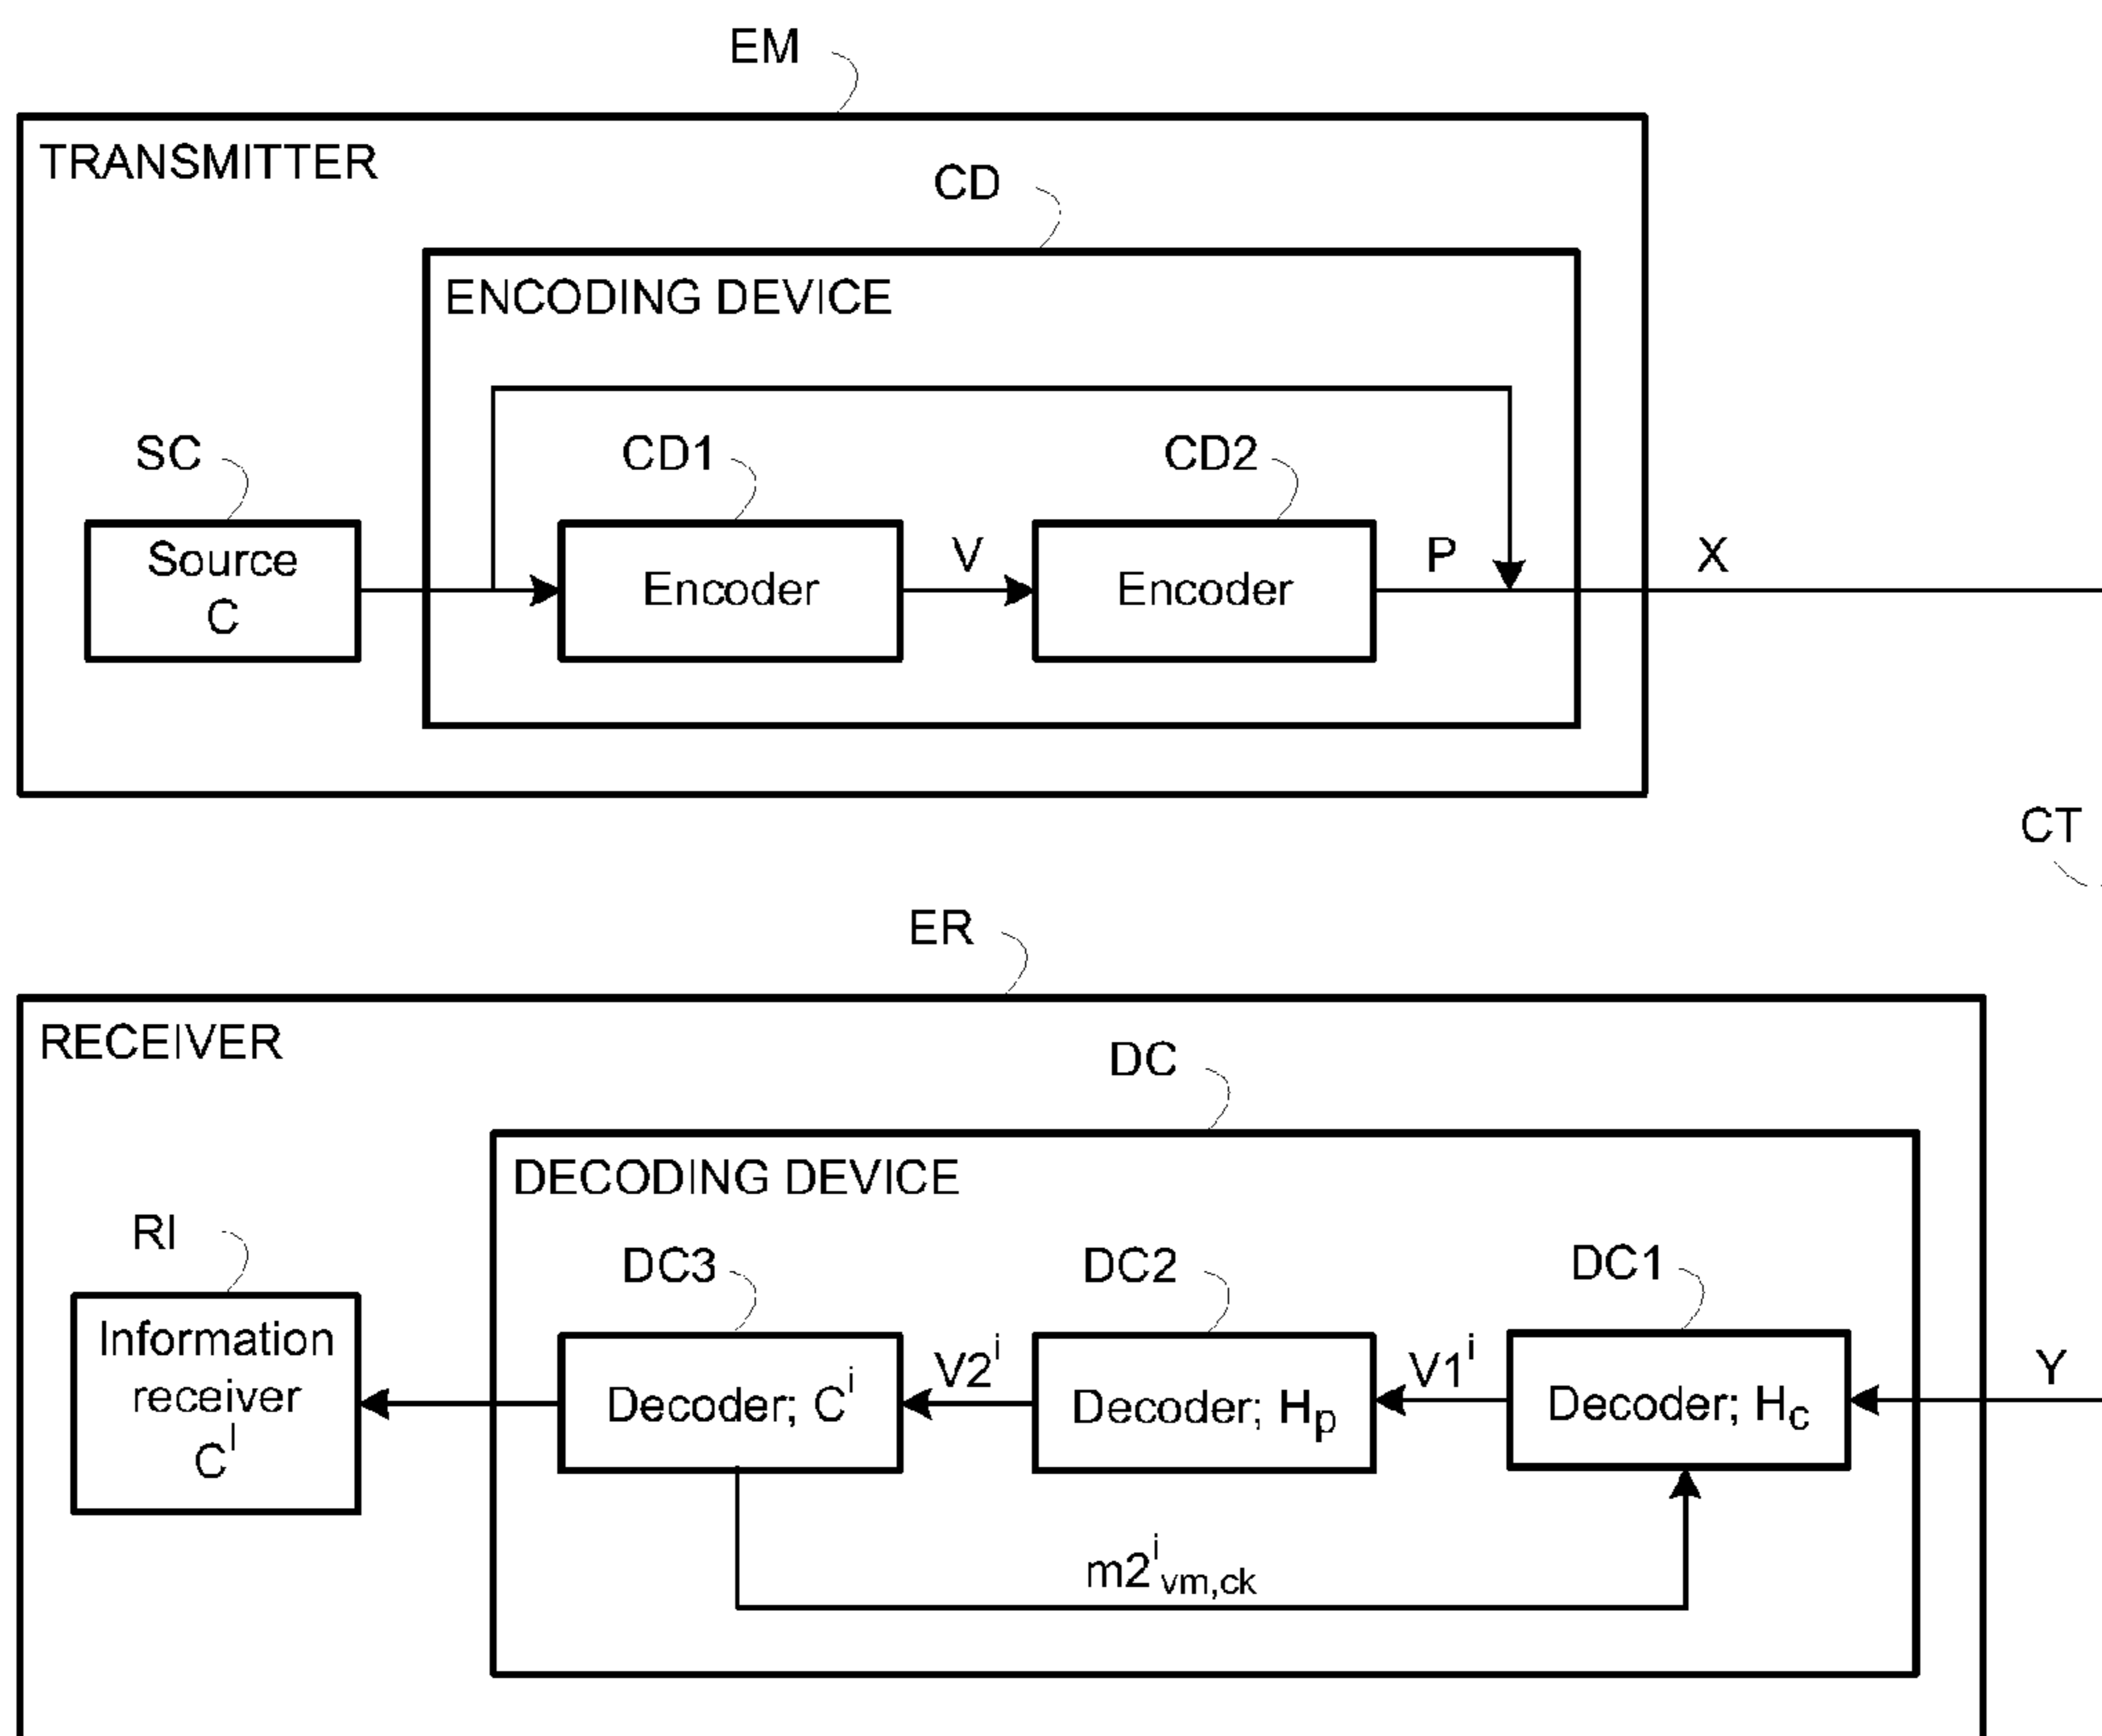 EM
TRANSMITTER
CD
ENCODING DEVICE
SC
CD1
CD2
Source
C
Encoder
V
Encoder
P
X
CT
ER
RECEIVER
DC
DECODING DEVICE
RI
DC3
DC2
DC1
Information
receiver
C^I
Decoder; C^i
V2^i
Decoder; H_p
V1^i
Decoder; H_c
Y
m2^i_vm,ck